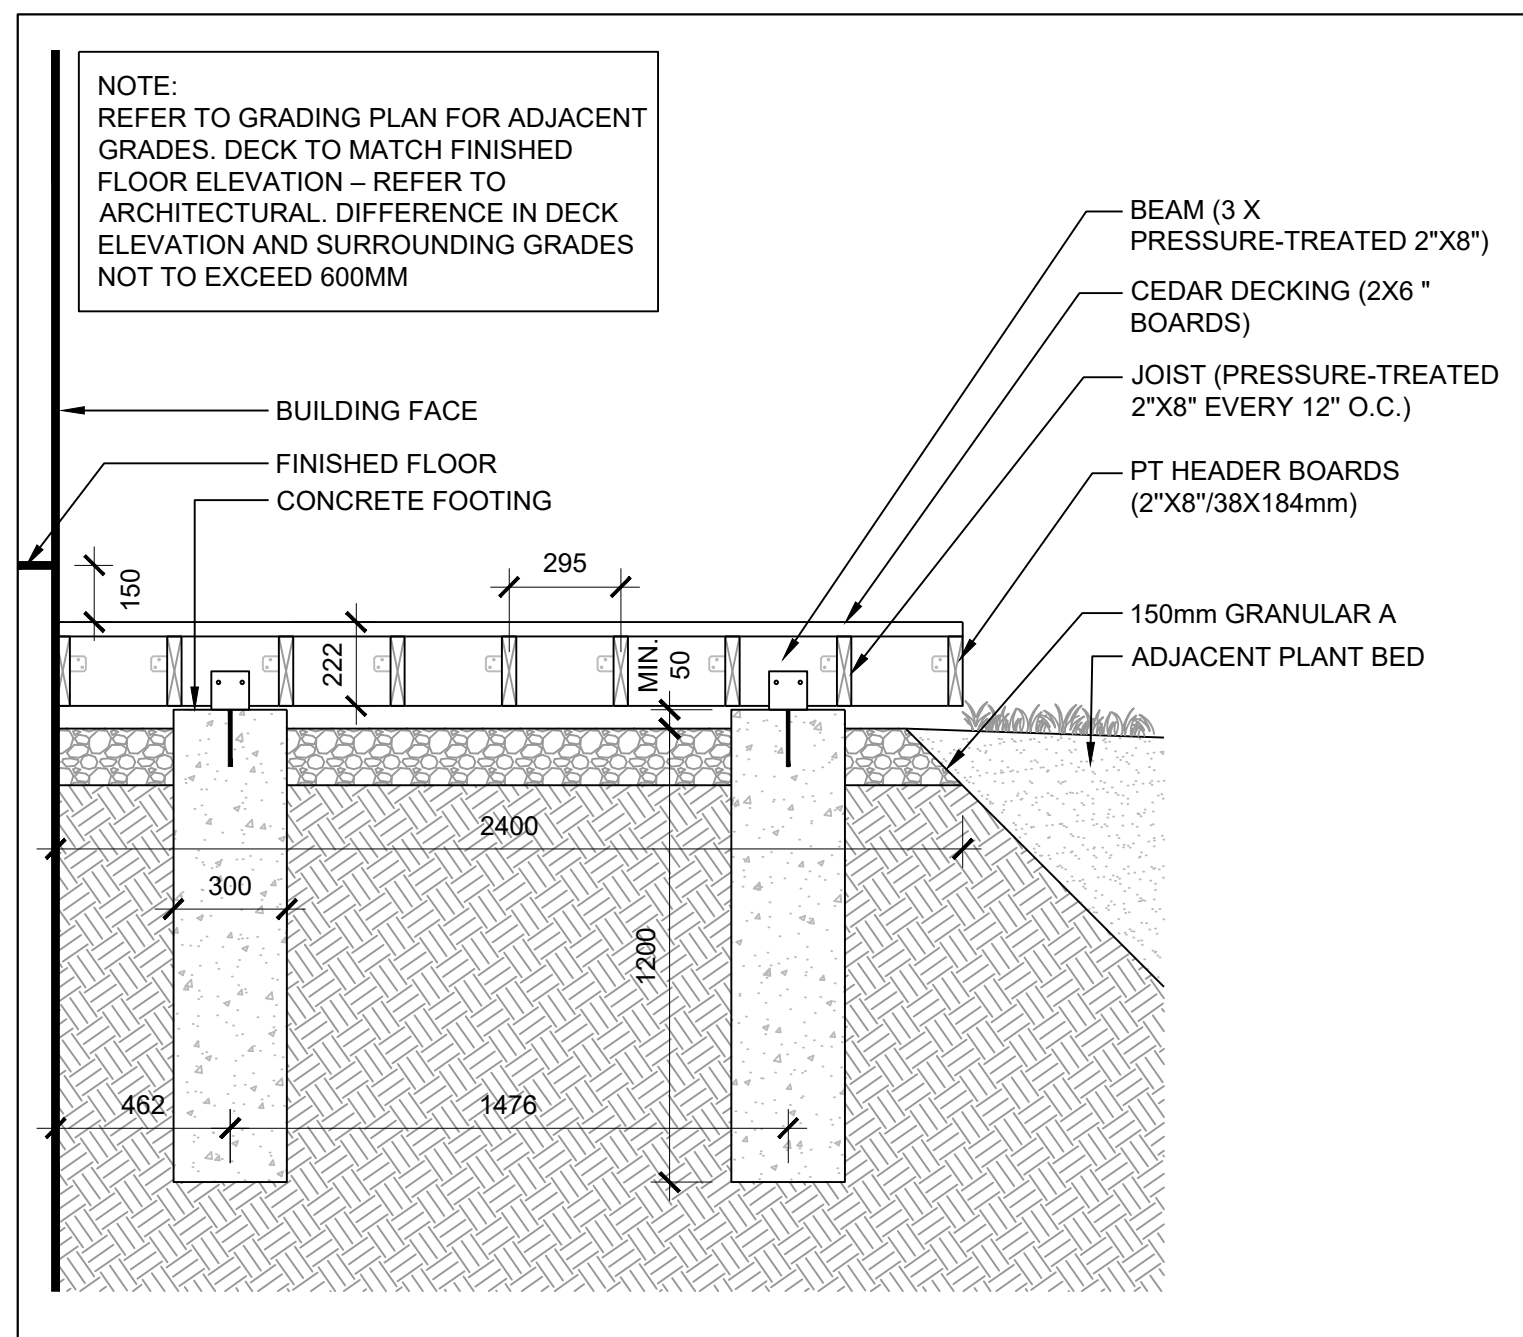 NOTE:
REFER TO GRADING PLAN FOR ADJACENT
GRADES. DECK TO MATCH FINISHED
FLOOR ELEVATION – REFER TO
ARCHITECTURAL. DIFFERENCE IN DECK
ELEVATION AND SURROUNDING GRADES
NOT TO EXCEED 600MM
BEAM (3 X
PRESSURE-TREATED 2"X8")
CEDAR DECKING (2X6 "
BOARDS)
JOIST (PRESSURE-TREATED
2"X8" EVERY 12" O.C.)
PT HEADER BOARDS
(2"X8"/38X184mm)
150mm GRANULAR A
ADJACENT PLANT BED
BUILDING FACE
FINISHED FLOOR
CONCRETE FOOTING
150
295
222
MIN.
50
2400
300
1200
462
1476